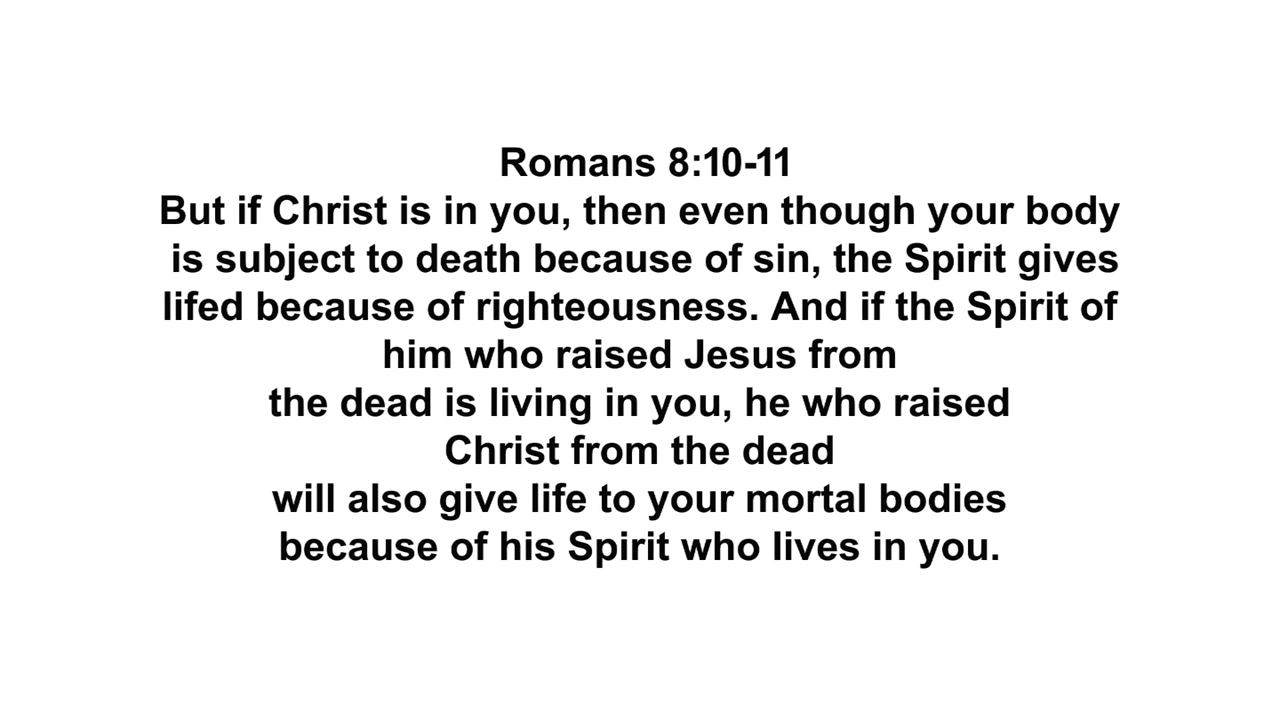 Romans 8:10-11
But if Christ is in you, then even though your body
is subject to death because of sin, the Spirit gives
lifed because of righteousness. And if the Spirit of
him who raised Jesus from
the dead is living in you, he who raised
Christ from the dead
will also give life to your mortal bodies
because of his Spirit who lives in you.